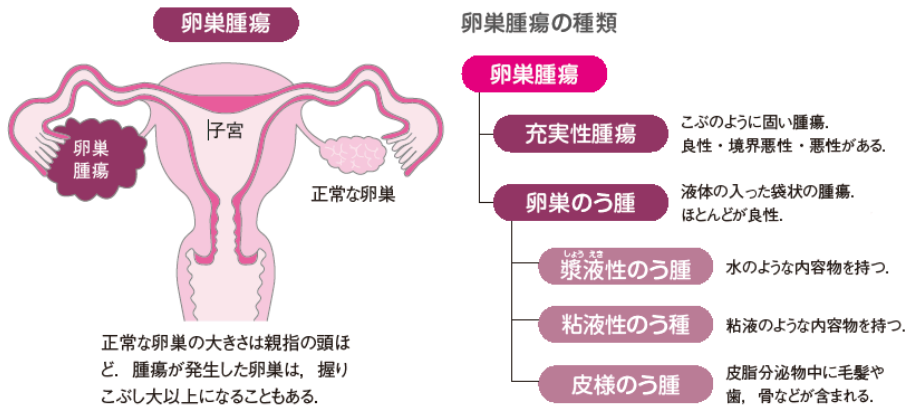 卵巣腫瘍
子宮
卵巣
腫瘍
正常な卵巣
正常な卵巣の大きさは親指の頭ほ
ど．腫瘍が発生した卵巣は，握り
こぶし大以上になることもある．
卵巣腫瘍の種類
卵巣腫瘍
充実性腫瘍
こぶのように固い腫瘍．
良性・境界悪性・悪性がある．
卵巣のう腫
液体の入った袋状の腫瘍．
ほとんどが良性．
しょう えき
漿液性のう腫
水のような内容物を持つ．
粘液性のう種
粘液のような内容物を持つ．
皮様のう腫
皮脂分泌物中に毛髪や
歯，骨などが含まれる．